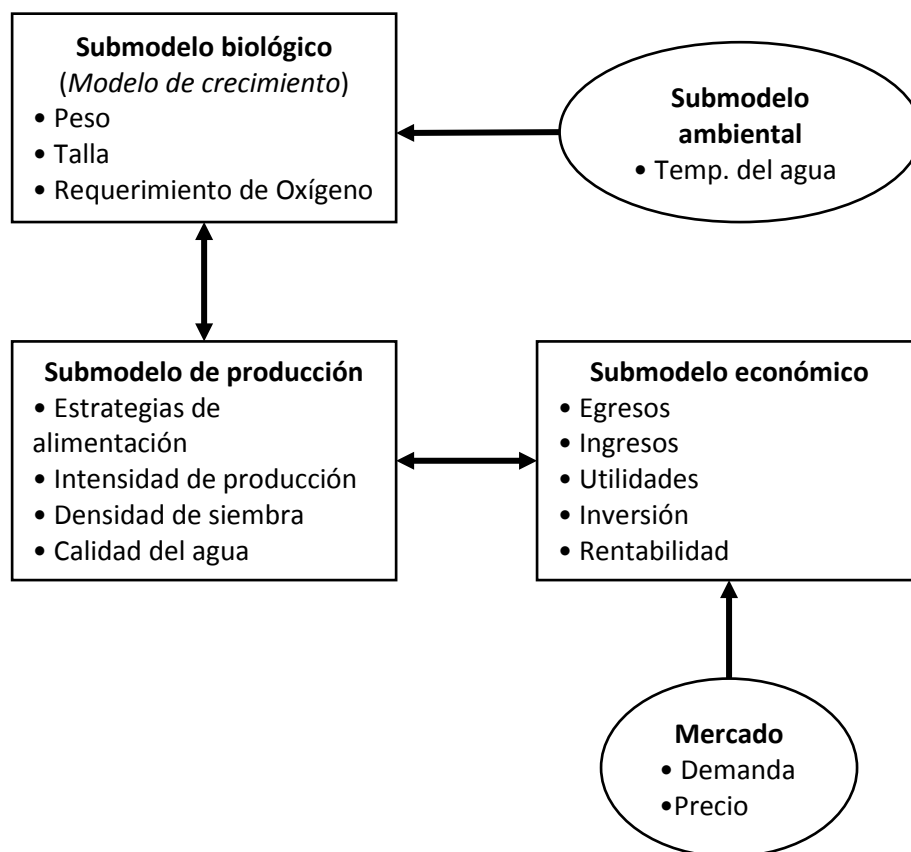 Submodelo biológico
(Modelo de crecimiento)
• Peso
• Talla
• Requerimiento de Oxígeno
Submodelo
ambiental
• Temp. del agua
Submodelo de producción
• Estrategias de
alimentación
• Intensidad de producción
• Densidad de siembra
• Calidad del agua
Submodelo económico
• Egresos
• Ingresos
• Utilidades
• Inversión
• Rentabilidad
Mercado
• Demanda
•Precio